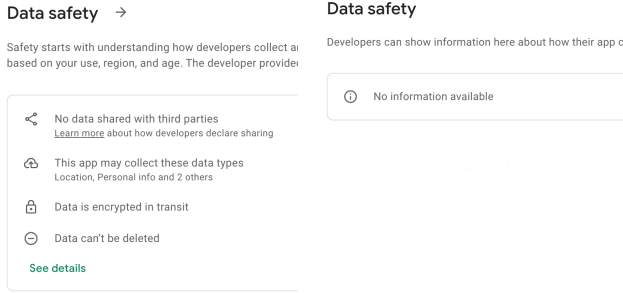 Data safety →
Safety starts with understanding how developers collect
based on your use, region, and age. The developer
No data shared with third parties
Learn more about how developers declare sharing
This app may collect these data types
Location, Personal info and 2 others
Data is encrypted in transit
Data can't be deleted
See details
Data safety
Developers can show information here about how their app
No information available